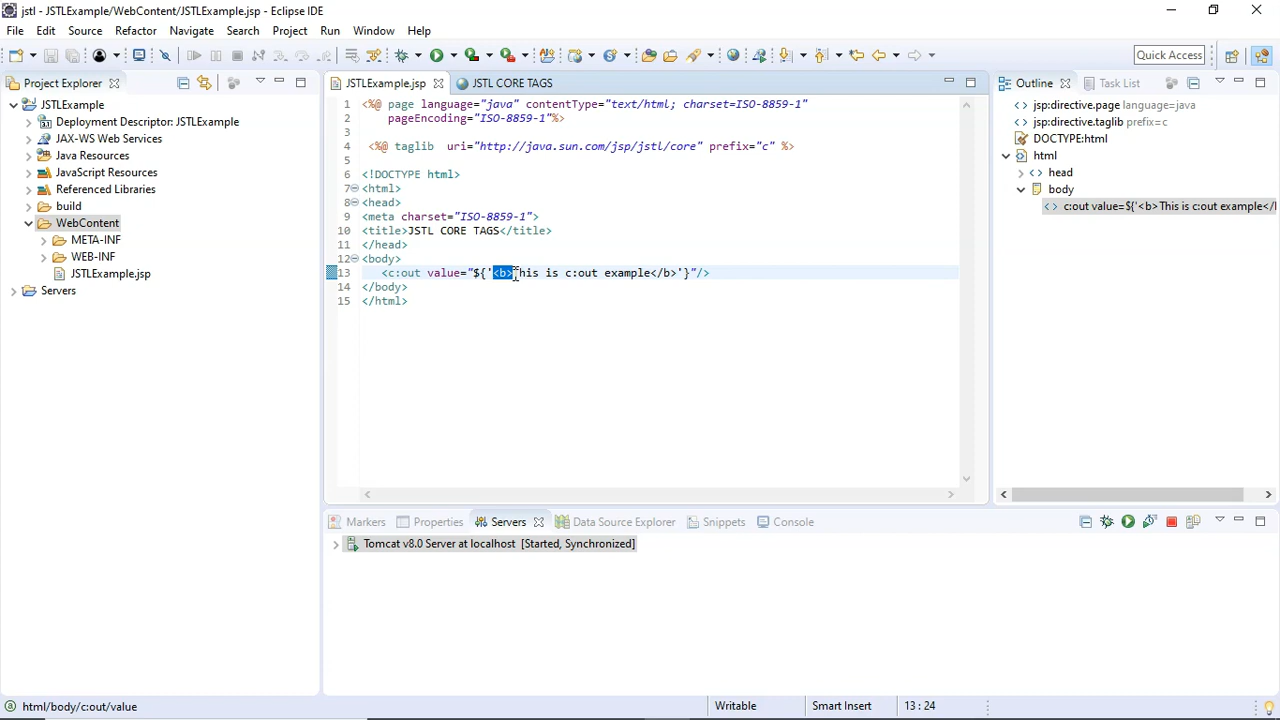 jstl - JSTLExample/WebContent/JSTLExample.jsp - Eclipse IDE
File Edit Source Refactor Navigate Search Project Run Window Help
Quick Access
Project Explorer
JSTLExample
Deployment Descriptor: JSTLExample
JAX-WS Web Services
Java Resources
JavaScript Resources
Referenced Libraries
build
WebContent
META-INF
WEB-INF
JSTLExample.jsp
Servers
JSTLExample.jsp JSTL CORE TAGS
1 <%@ page language="java" contentType="text/html; charset=ISO-8859-1"
2 pageEncoding="ISO-8859-1"%>
3
4 <%@ taglib uri="http://java.sun.com/jsp/jstl/core" prefix="c" %>
5
6 <!DOCTYPE html>
7 <html>
8 <head>
9 <meta charset="ISO-8859-1">
10 <title>JSTL CORE TAGS</title>
11 </head>
12 <body>
13 <c:out value="${'<b>This is c:out example</b>'}"/>
14 </body>
15 </html>
Outline Task List
jsp:directive.page language=java
jsp:directive.taglib prefix=c
DOCTYPE:html
html
head
body
c:out value=${'<b>This is c:out example</
Markers Properties Servers Data Source Explorer Snippets Console
Tomcat v8.0 Server at localhost [Started, Synchronized]
html/body/c:out/value Writable Smart Insert 13 : 24